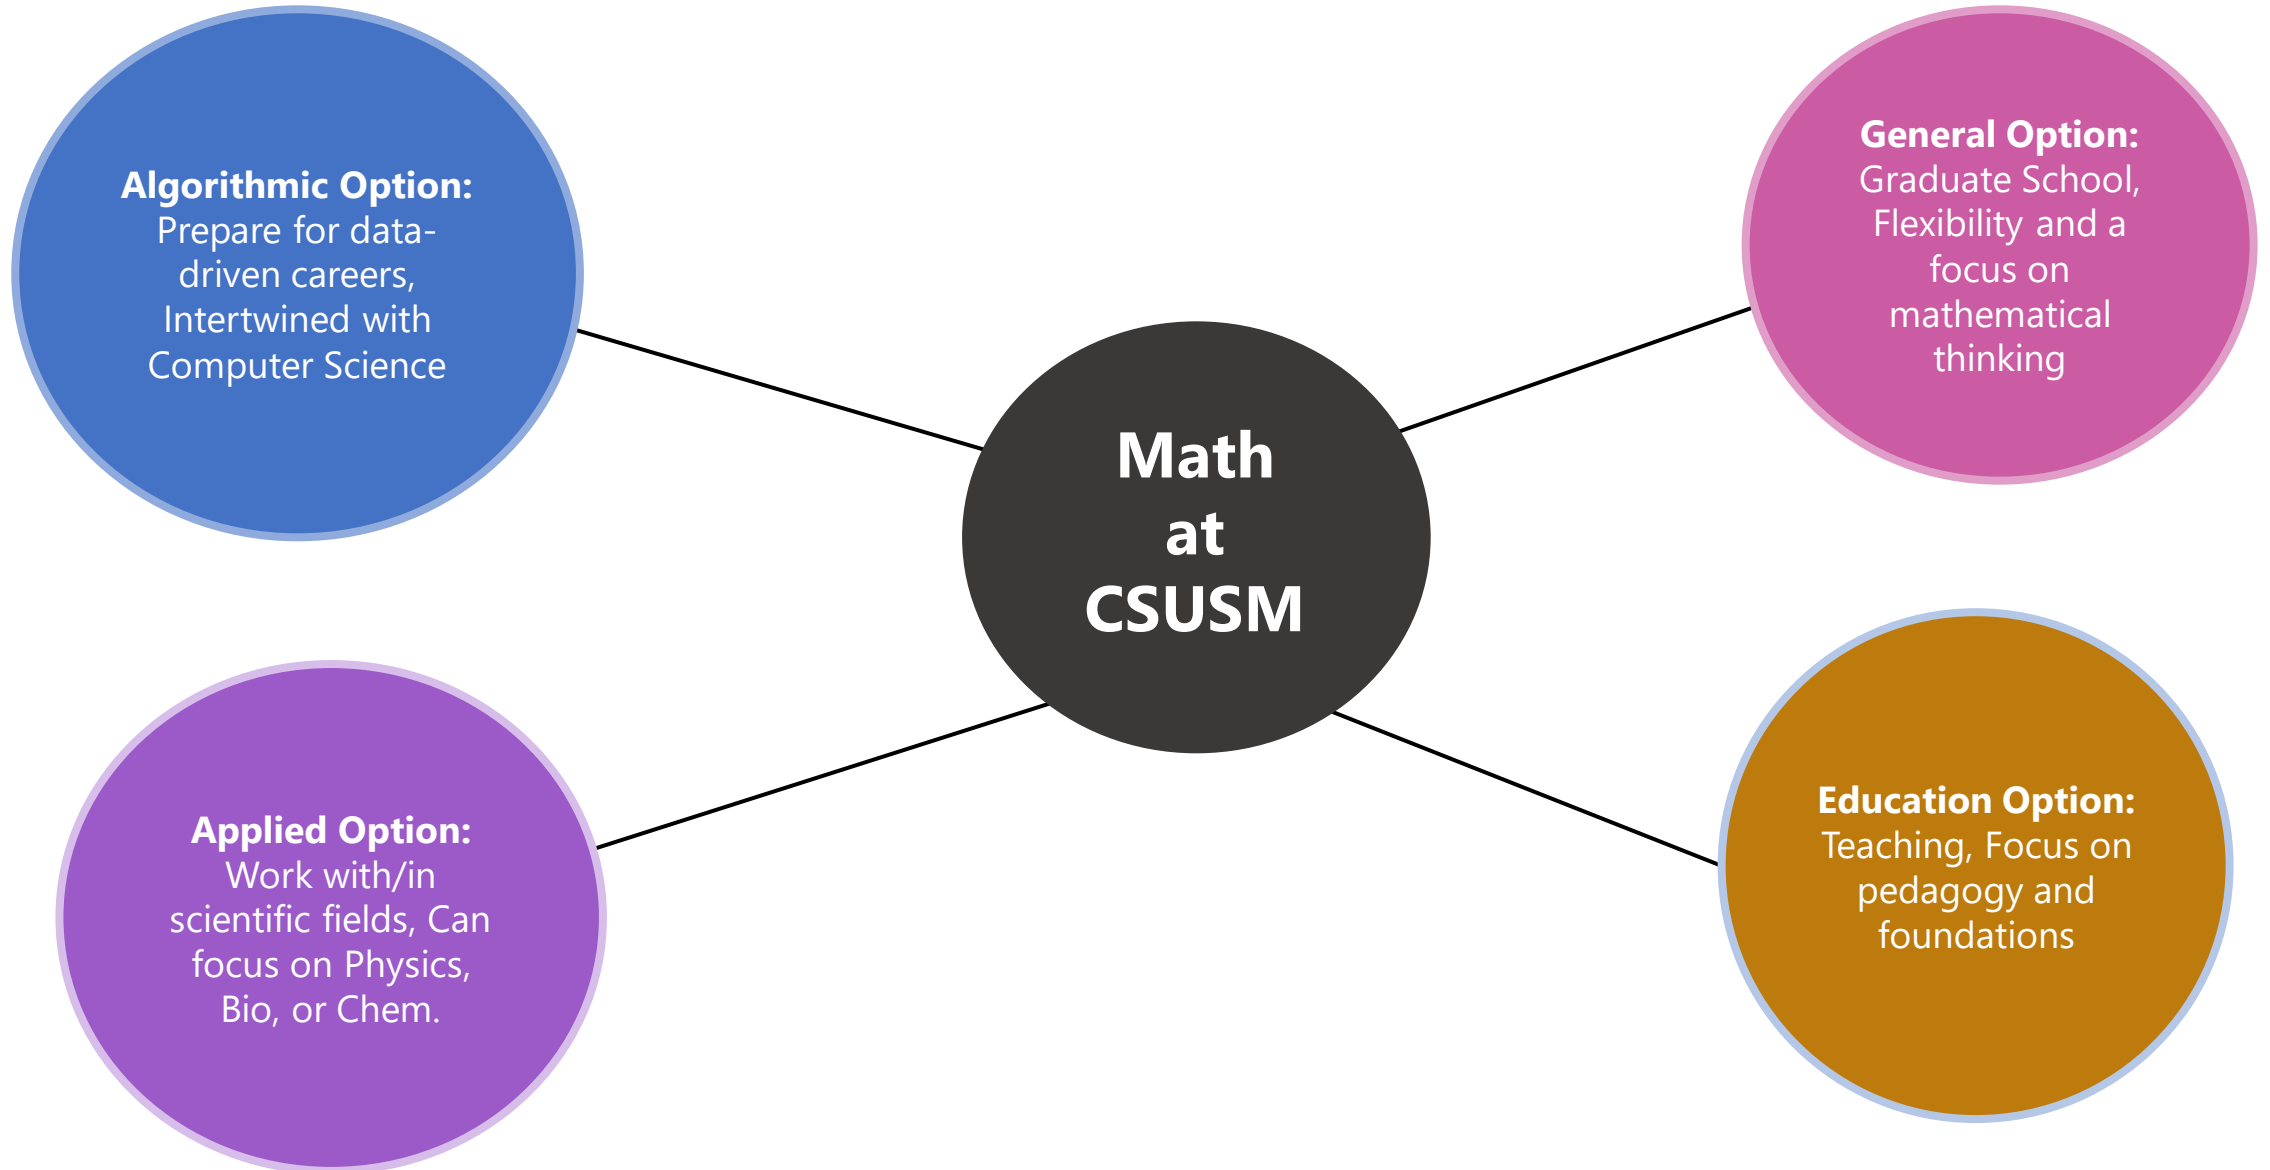 Algorithmic Option:
Prepare for data-
driven careers,
Intertwined with
Computer Science
General Option:
Graduate School,
Flexibility and a
focus on
mathematical
thinking
Math
at
CSUSM
Applied Option:
Work with/in
scientific fields, Can
focus on Physics,
Bio, or Chem.
Education Option:
Teaching, Focus on
pedagogy and
foundations